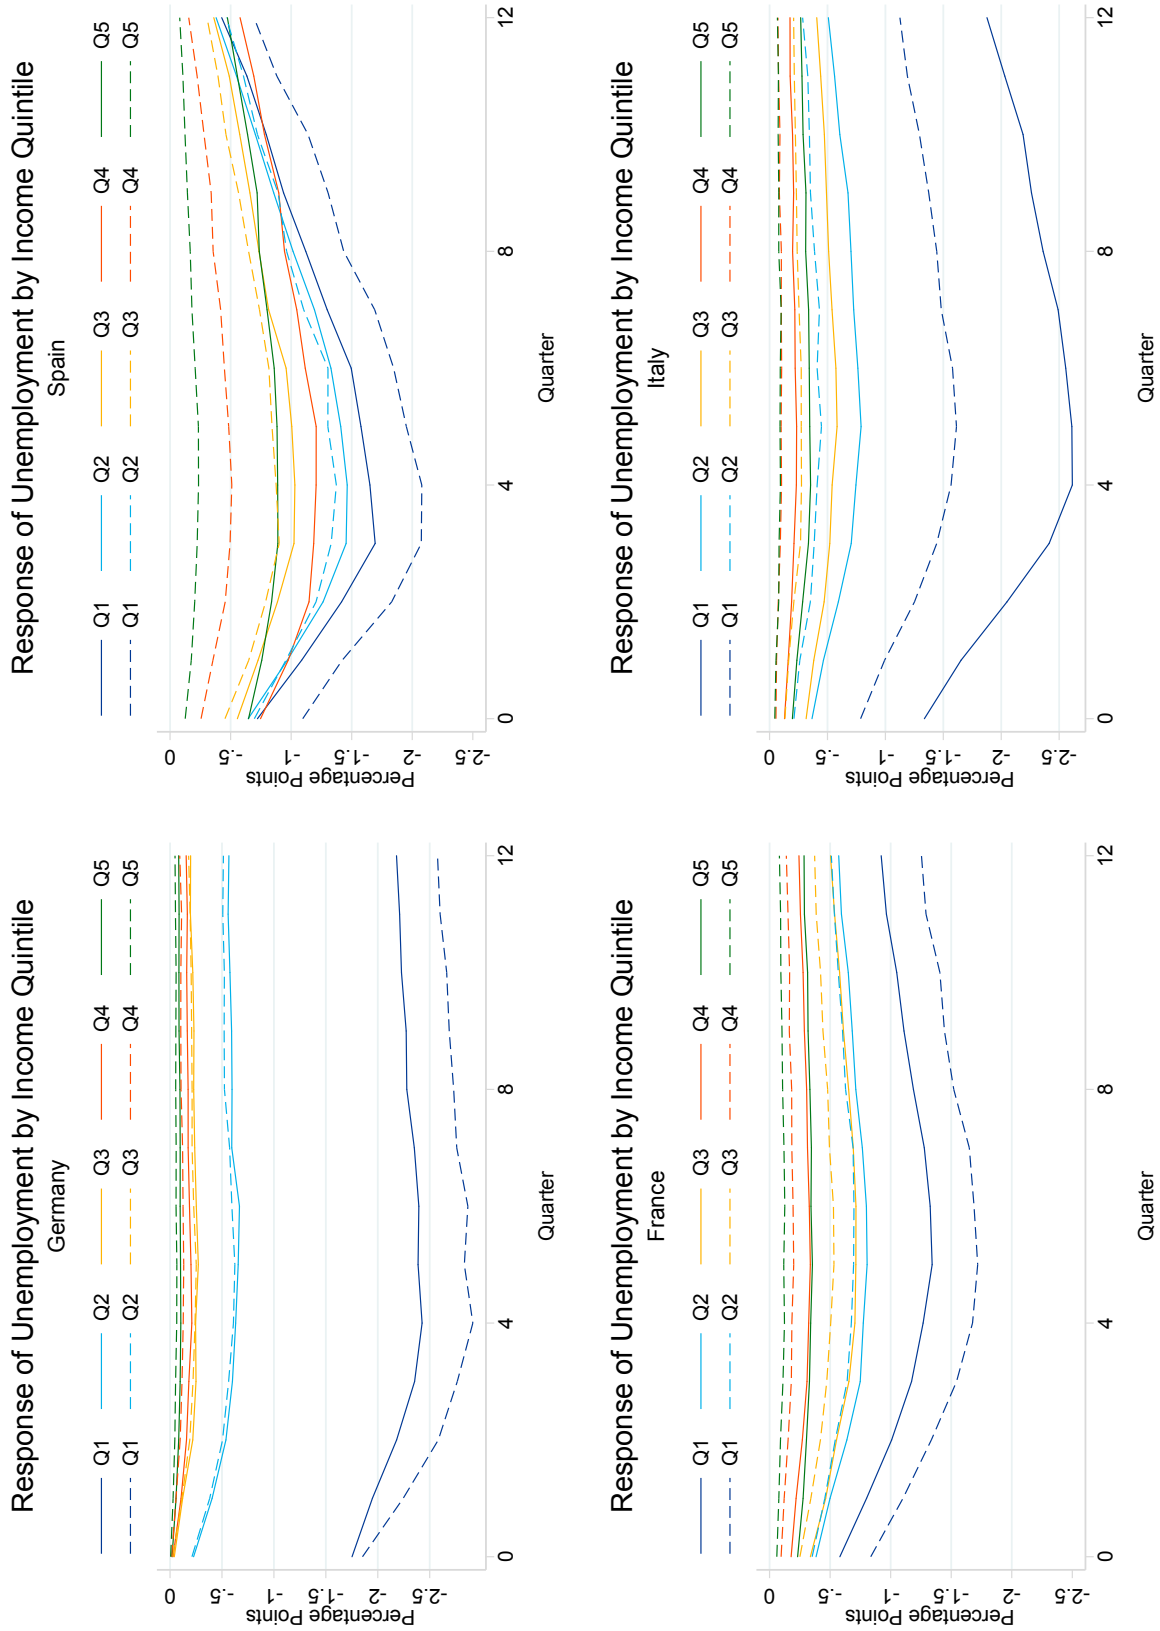 Response of Unemployment by Income Quintile
Germany
Q1 Q2 Q3 Q4 Q5
Q1 Q2 Q3 Q4 Q5
Percentage Points
0
-.5
-1
-1.5
-2
-2.5
0 4 8 12
Quarter
Response of Unemployment by Income Quintile
Spain
Q1 Q2 Q3 Q4 Q5
Q1 Q2 Q3 Q4 Q5
Percentage Points
0
-.5
-1
-1.5
-2
-2.5
0 4 8 12
Quarter
Response of Unemployment by Income Quintile
France
Q1 Q2 Q3 Q4 Q5
Q1 Q2 Q3 Q4 Q5
Percentage Points
0
-.5
-1
-1.5
-2
-2.5
0 4 8 12
Quarter
Response of Unemployment by Income Quintile
Italy
Q1 Q2 Q3 Q4 Q5
Q1 Q2 Q3 Q4 Q5
Percentage Points
0
-.5
-1
-1.5
-2
-2.5
0 4 8 12
Quarter